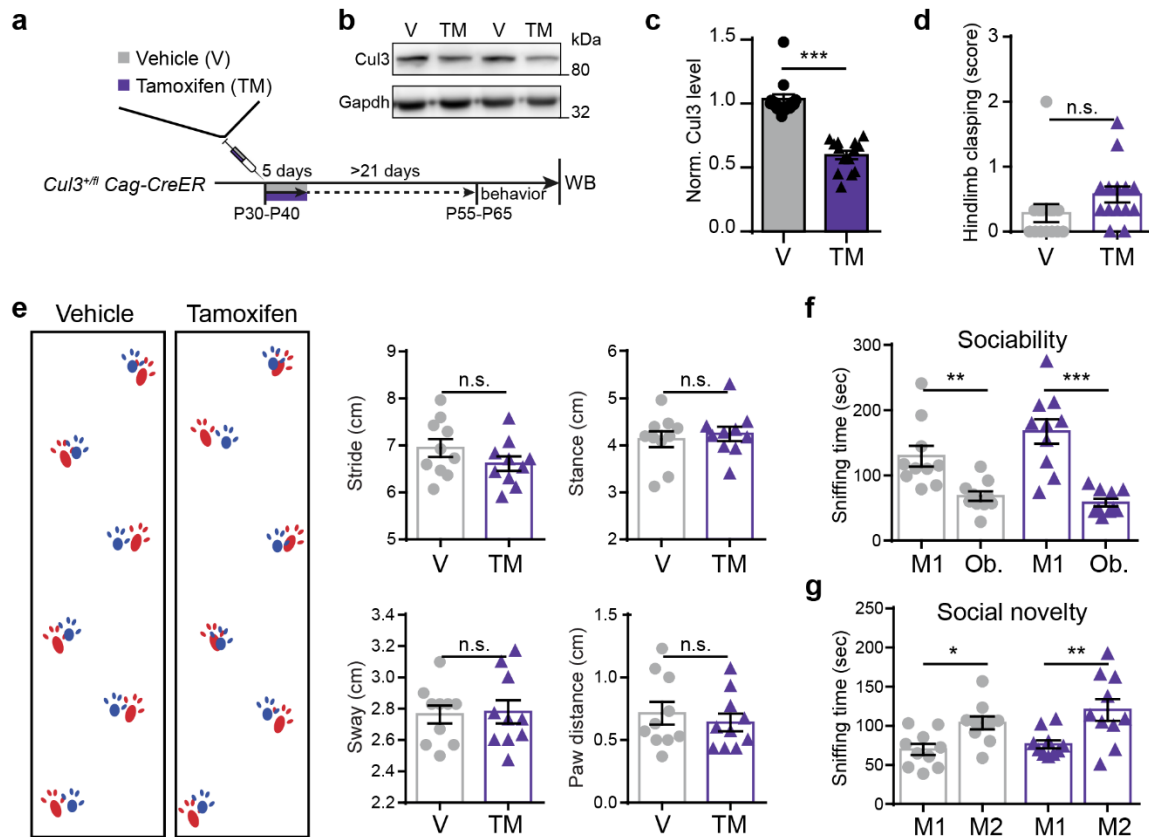 a
Vehicle (V)
Tamoxifen (TM)
5 days
>21 days
Cul3+/fl Cag-CreER
behavior
WB
P30-P40
P55-P65
b
V TM V TM
kDa
Cul3
80
Gapdh
32
c
Norm. Cul3 level
1.5
1.0
0.5
0
***
V TM
d
Hindlimb clasping (score)
3
2
1
0
n.s.
V TM
e
Vehicle Tamoxifen
Stride (cm)
9
8
7
6
5
n.s.
V TM
Stance (cm)
6
5
4
3
2
n.s.
V TM
Sway (cm)
3.4
3.2
3.0
2.8
2.6
2.4
2.2
n.s.
V TM
Paw distance (cm)
1.5
1.0
0.5
0.0
n.s.
V TM
f
Sociability
Sniffing time (sec)
300
200
100
0
** ***
M1 Ob. M1 Ob.
g
Social novelty
Sniffing time (sec)
250
200
150
100
50
0
* **
M1 M2 M1 M2